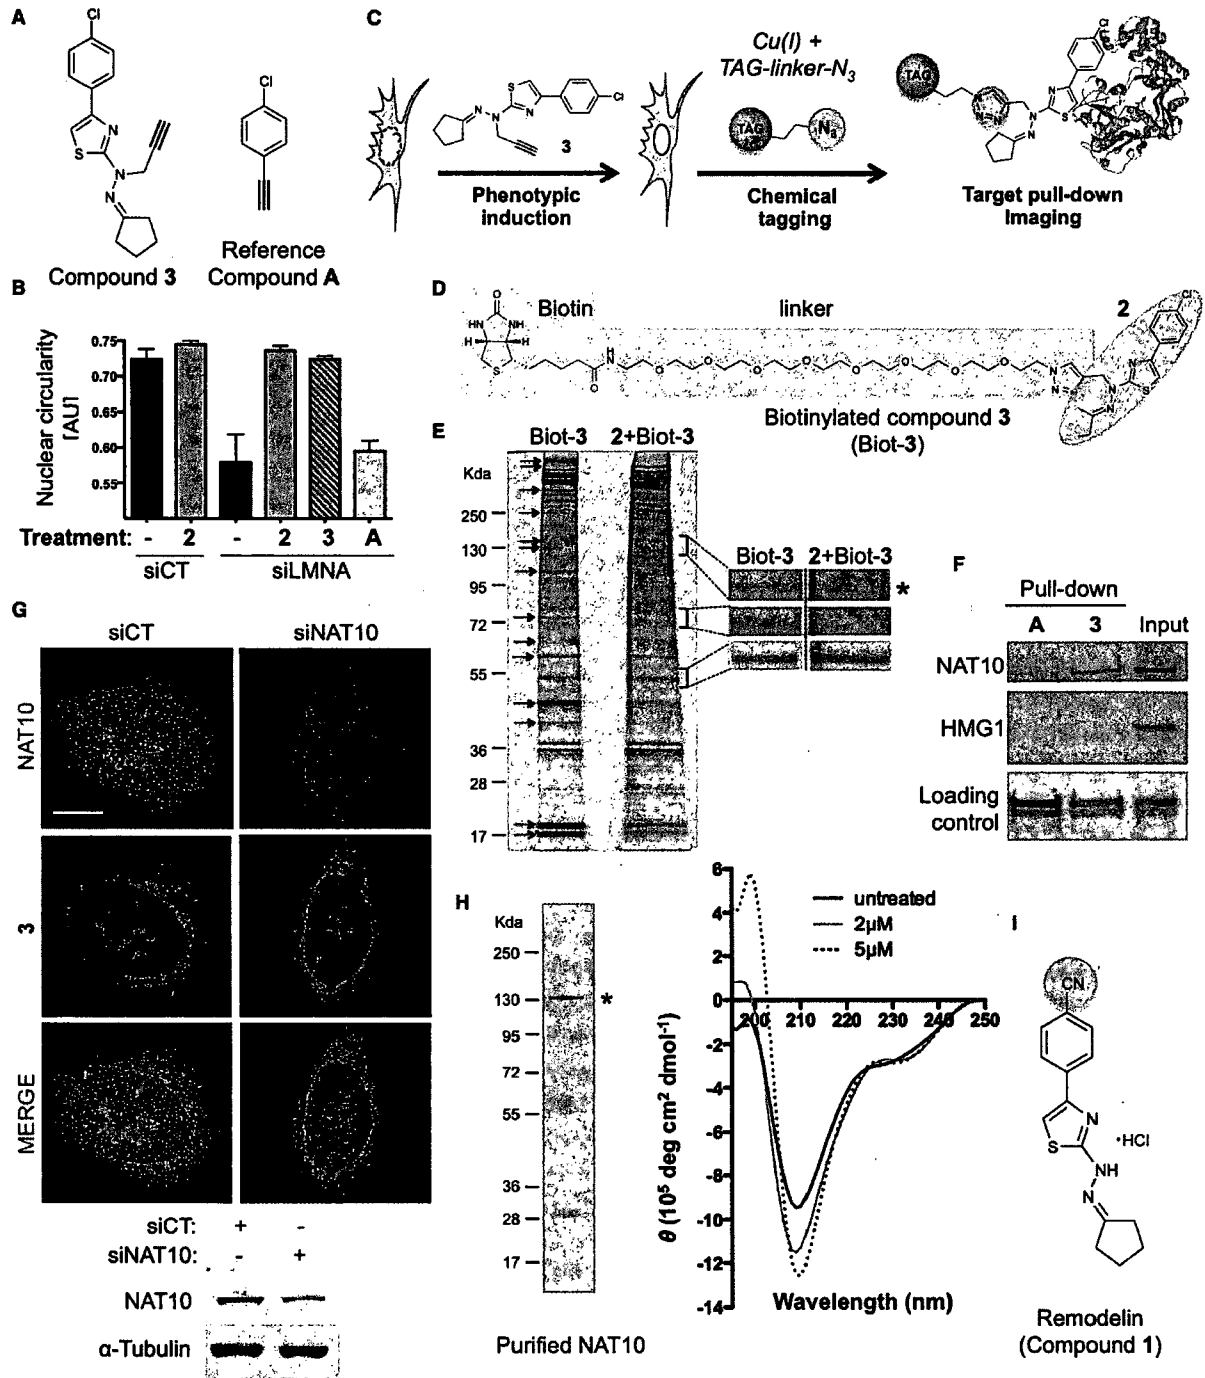 A
Cl
S
N
N
N
Compound 3
Cl
Reference
Compound A
C
N
N
S
N
Cl
3
Phenotypic
induction
Cu(I) +
TAG-linker-N3
TAG
N3
Chemical
tagging
TAG
Cl
Target pull-down
Imaging
B
Nuclear circularity
[AU]
0.75
0.70
0.65
0.60
0.55
Treatment: - 2 - 2 3 A
siCT siLMNA
D
Biotin linker 2
O
HN NH
H H
S
H
N
O
O O O O O O O O
N
N
S
Cl
Biotinylated compound 3
(Biot-3)
E
Biot-3 2+Biot-3
Kda
250
130
95
72
55
36
28
17
Biot-3 2+Biot-3
*
F
Pull-down
A 3 Input
NAT10
HMG1
Loading
control
G
siCT siNAT10
NAT10
3
MERGE
siCT: + -
siNAT10: - +
NAT10
α-Tubulin
H
Kda
250
130
*
95
72
55
36
28
17
Purified NAT10
θ (10⁵ deg cm² dmol⁻¹)
6
4
2
0
-2
-4
-6
-8
-10
-12
-14
200 210 220 230 240 250
untreated
2µM
5µM
Wavelength (nm)
I
CN
N
S
•HCl
NH
N
Remodelin
(Compound 1)